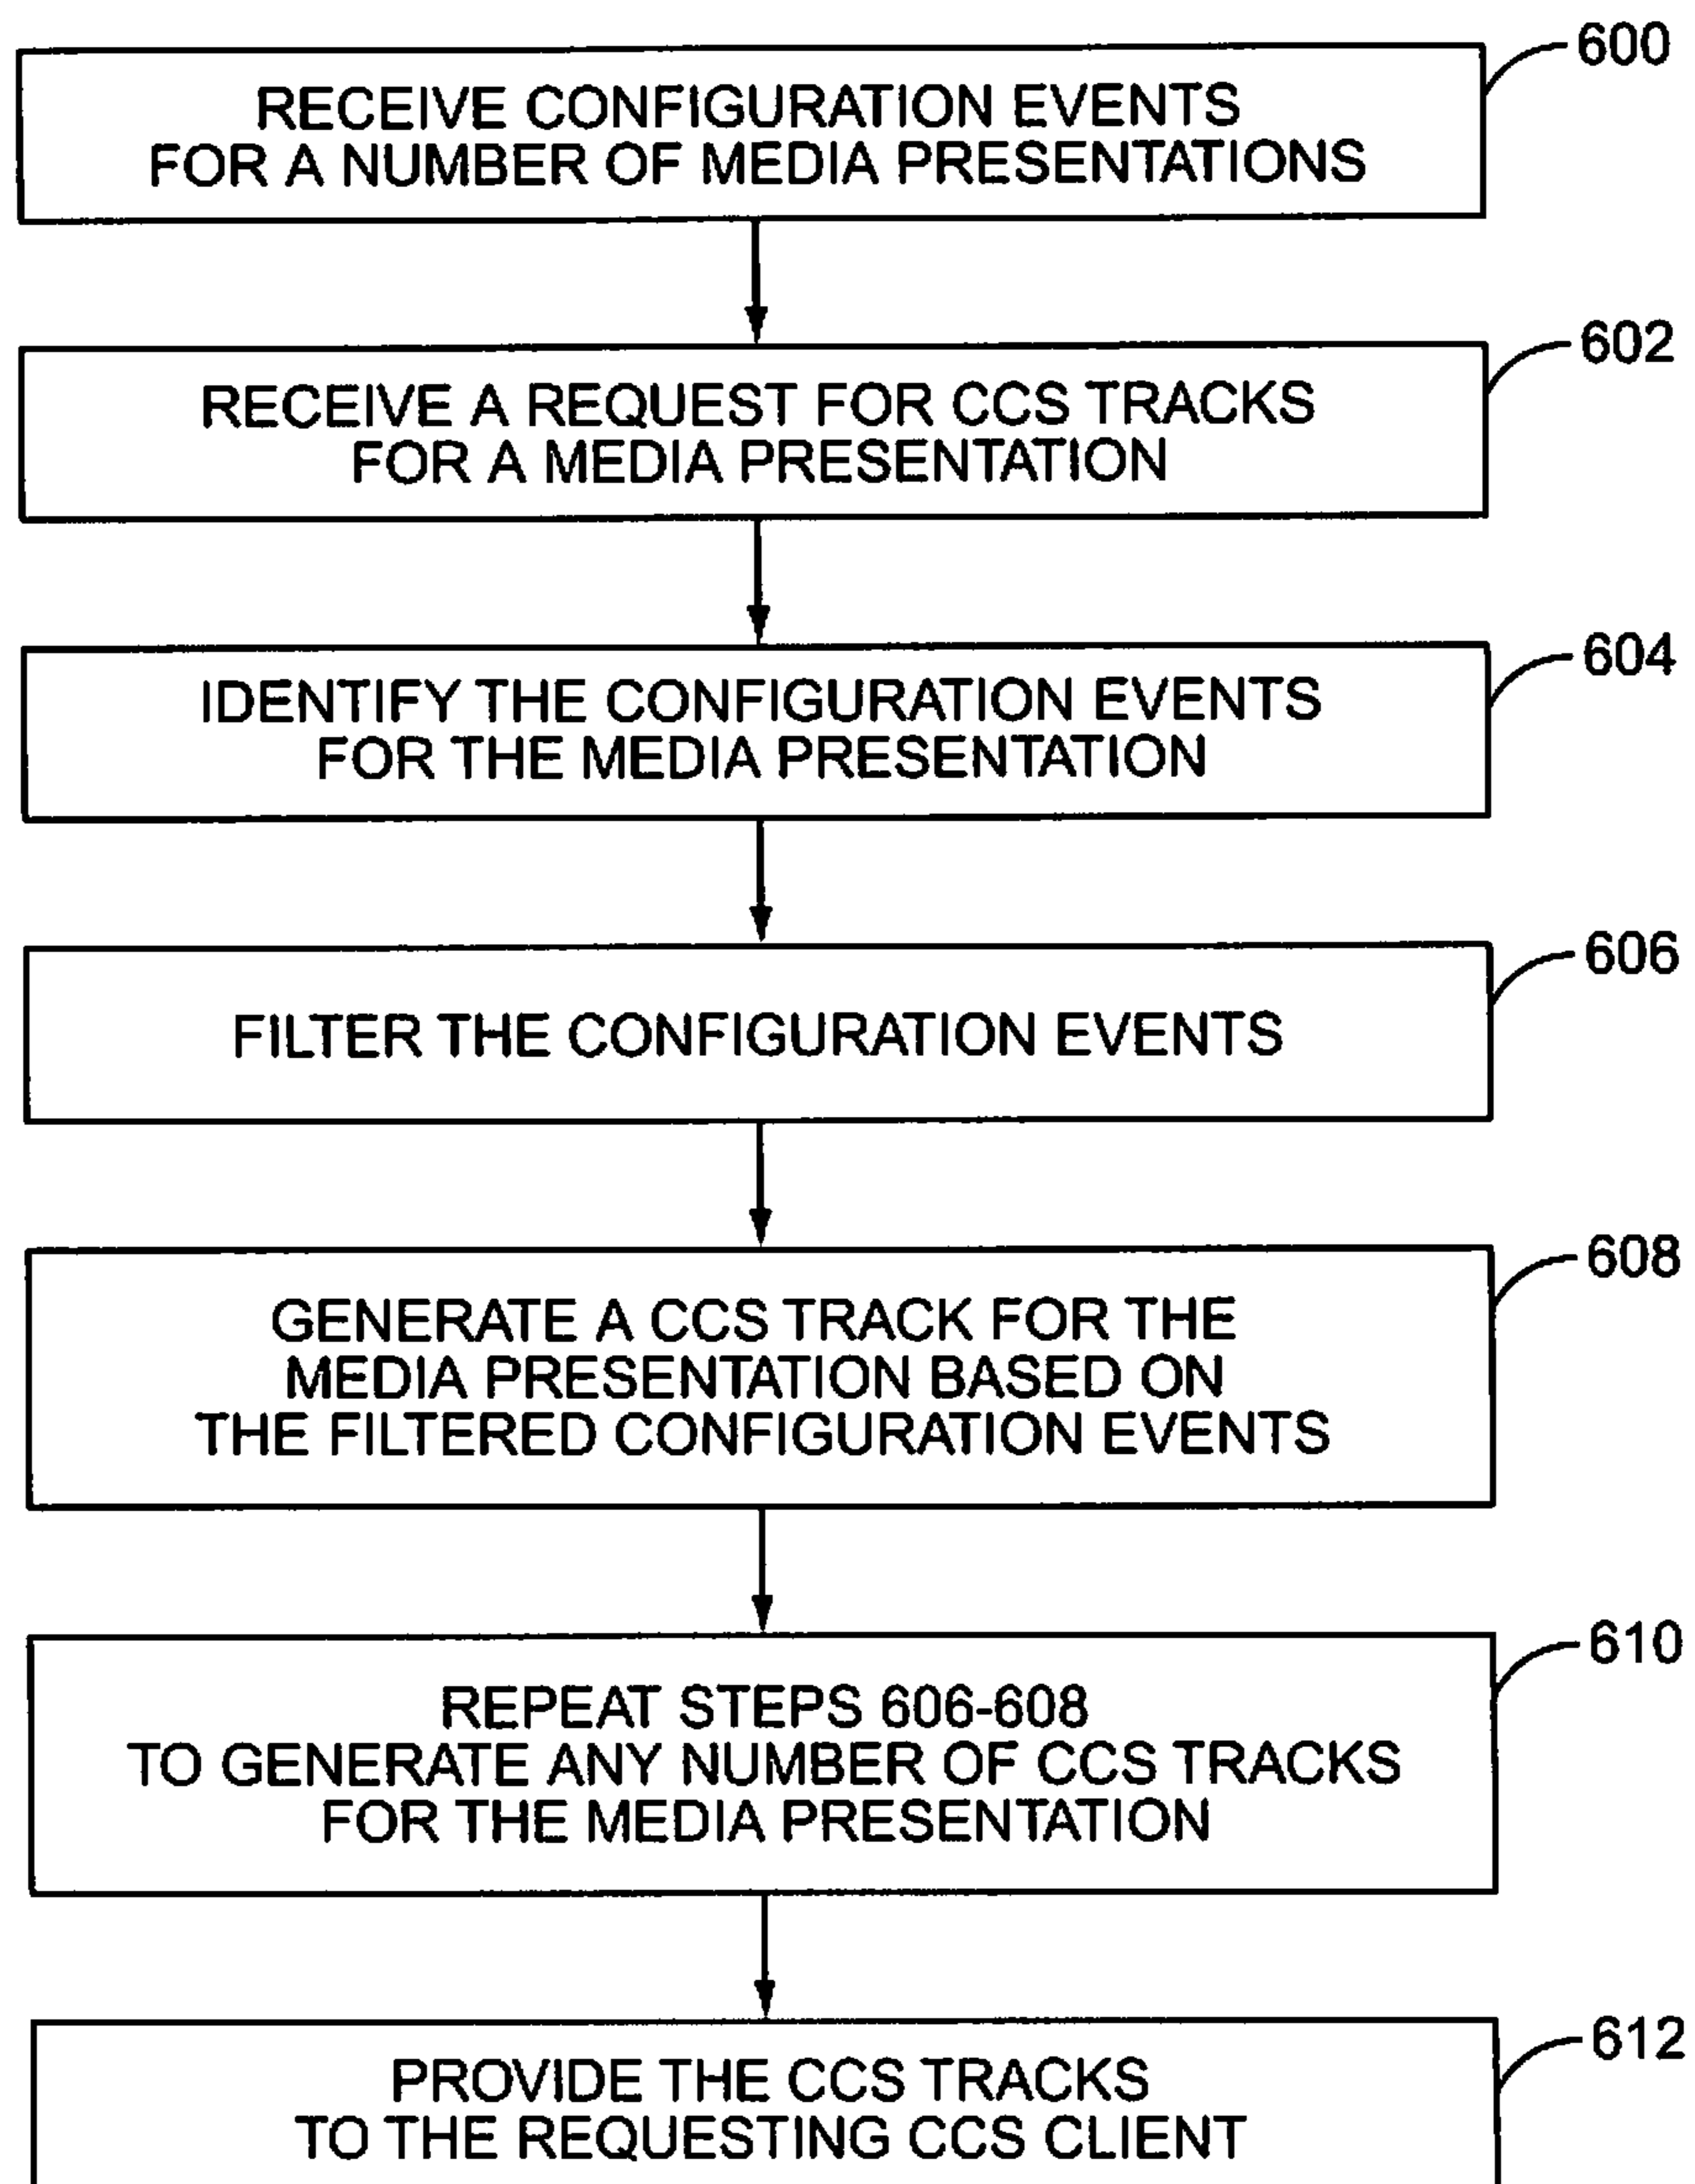 600
RECEIVE CONFIGURATION EVENTS
FOR A NUMBER OF MEDIA PRESENTATIONS
602
RECEIVE A REQUEST FOR CCS TRACKS
FOR A MEDIA PRESENTATION
604
IDENTIFY THE CONFIGURATION EVENTS
FOR THE MEDIA PRESENTATION
606
FILTER THE CONFIGURATION EVENTS
608
GENERATE A CCS TRACK FOR THE
MEDIA PRESENTATION BASED ON
THE FILTERED CONFIGURATION EVENTS
610
REPEAT STEPS 606-608
TO GENERATE ANY NUMBER OF CCS TRACKS
FOR THE MEDIA PRESENTATION
612
PROVIDE THE CCS TRACKS
TO THE REQUESTING CCS CLIENT